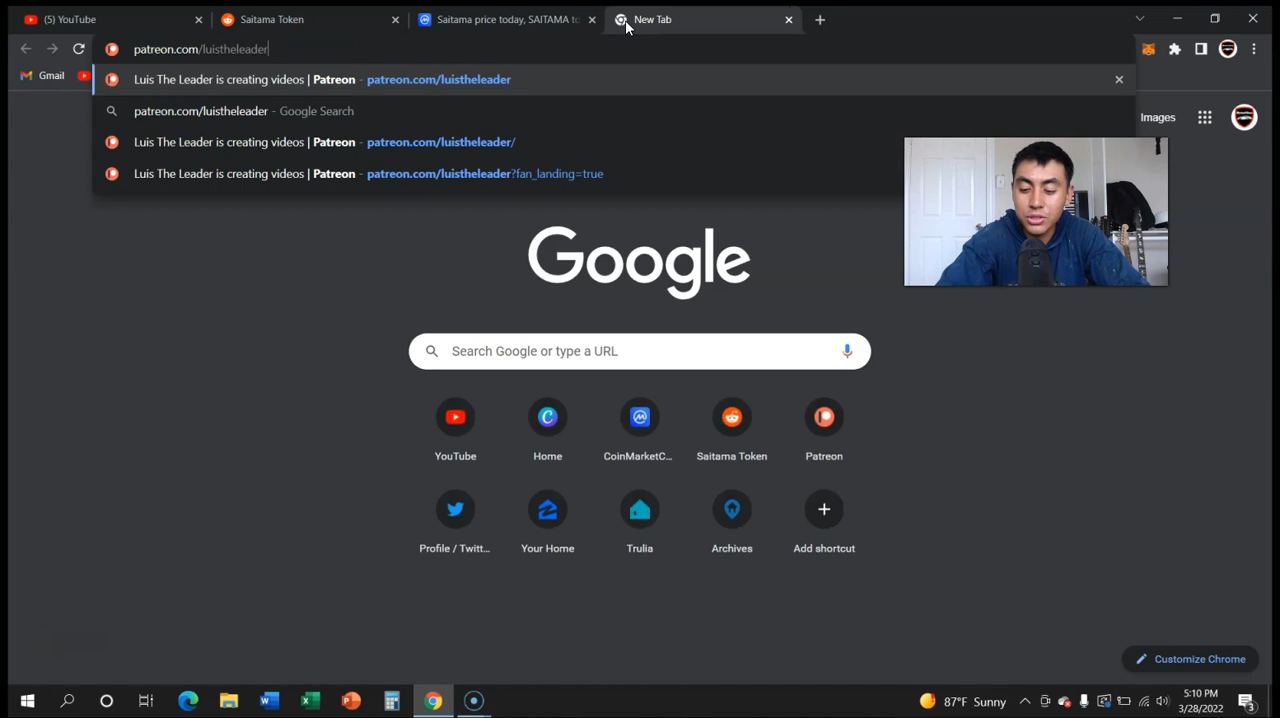 (5) YouTube
Saitama Token
Saitama price today, SAITAMA to
New Tab
patreon.com/luistheleader
Gmail
Luis The Leader is creating videos | Patreon - patreon.com/luistheleader
patreon.com/luistheleader - Google Search
Luis The Leader is creating videos | Patreon - patreon.com/luistheleader/
Luis The Leader is creating videos | Patreon - patreon.com/luistheleader?fan_landing=true
Images
Google
Search Google or type a URL
YouTube
Home
CoinMarketC...
Saitama Token
Patreon
Profile / Twitt...
Your Home
Trulia
Archives
Add shortcut
Customize Chrome
87°F Sunny
5:10 PM
3/28/2022
3